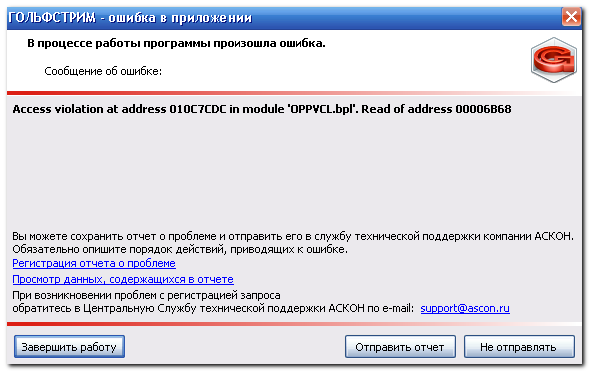 ГОЛЬФСТРИМ - ошибка в приложении
В процессе работы программы произошла ошибка.
Сообщение об ошибке:
Access violation at address 010C7CDC in module 'OPPVCL.bpl'. Read of address 00006B68
Вы можете сохранить отчет о проблеме и отправить его в службу технической поддержки компании АСКОН.
Обязательно опишите порядок действий, приводящих к ошибке.
Регистрация отчета о проблеме
Просмотр данных, содержащихся в отчете
При возникновении проблем с регистрацией запроса
обратитесь в Центральную Службу технической поддержки АСКОН по e-mail: support@ascon.ru
Завершить работу Отправить отчет Не отправлять